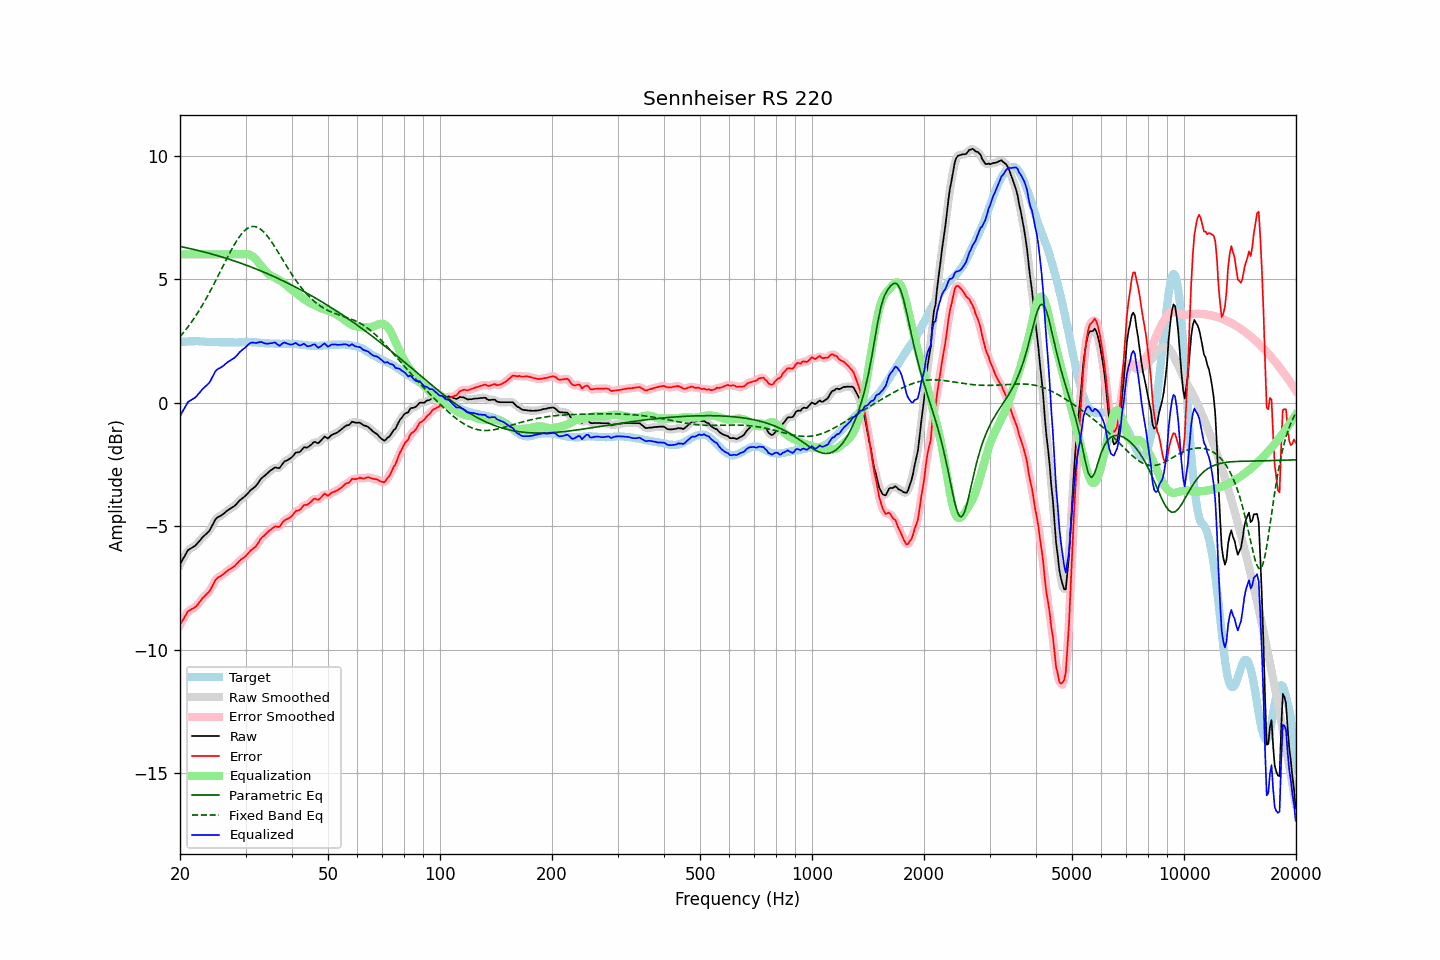 Sennheiser RS 220
Amplitude (dBr)
10
5
0
−5
−10
−15
Target
Raw Smoothed
Error Smoothed
Raw
Error
Equalization
Parametric Eq
Fixed Band Eq
Equalized
20 50 100 200 500 1000 2000 5000 10000 20000
Frequency (Hz)